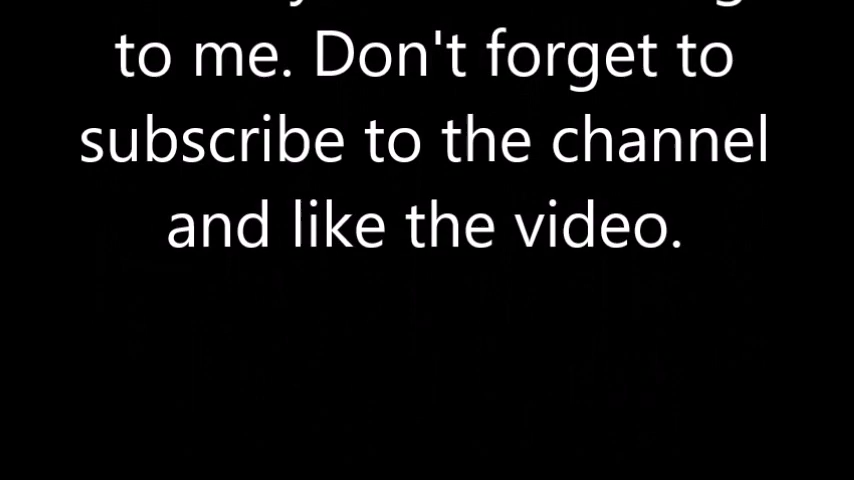 to me. Don't forget to
subscribe to the channel
and like the video.